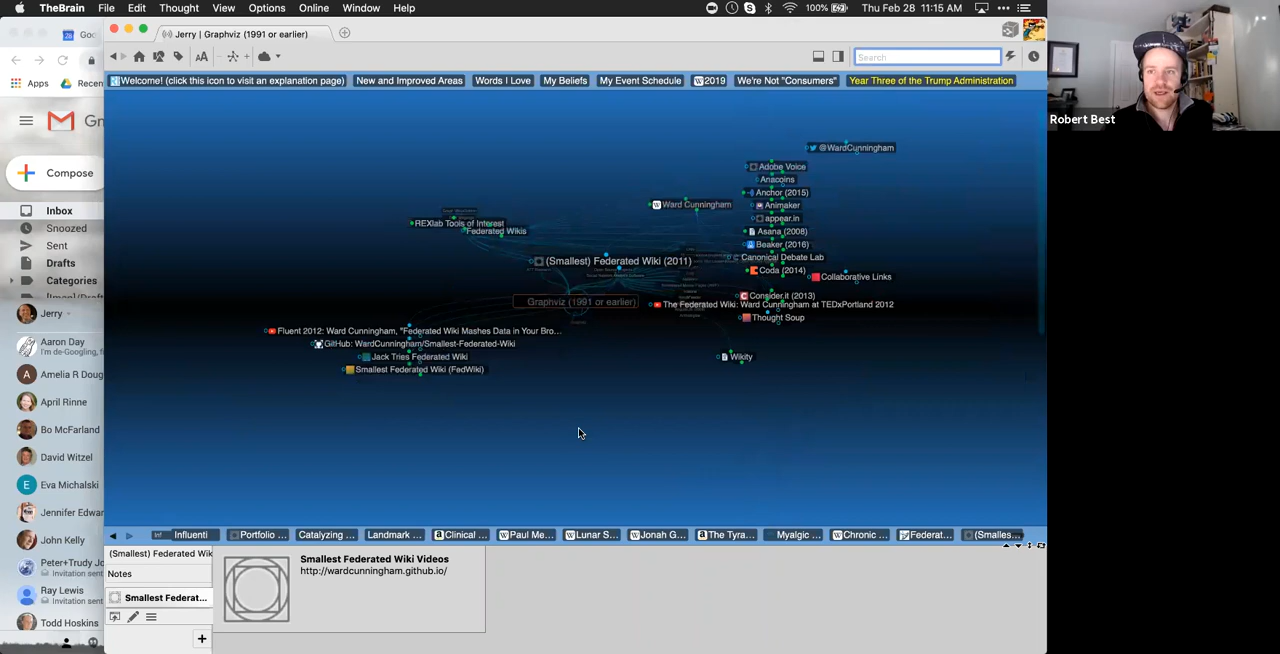 TheBrain File Edit Thought View Options Online Window Help 100% Thu Feb 28 11:15 AM
Jerry | Graphviz (1991 or earlier)
Goo
Search
Apps Recen
Welcome! (click this icon to visit an explanation page) New and Improved Areas Words I Love My Beliefs My Event Schedule 2019 We're Not "Consumers" Year Three of the Trump Administration
Robert Best
Compose
Inbox
Snoozed
Sent
Drafts
Categories
Jerry
Aaron Day
I'm de-Googling, fr
Amelia R Doug
April Rinne
Bo McFarland
David Witzel
Eva Michalski
Jennifer Edwar
John Kelly
Peter+Trudy Jo
Invitation sent
Ray Lewis
Invitation sent
Todd Hoskins
@WardCunningham
Adobe Voice
Anacoins
Anchor (2015)
Ward Cunningham
Animaker
appear.in
REXlab Tools of Interest
Federated Wikis
Asana (2008)
Beaker (2016)
(Smallest) Federated Wiki (2011)
Canonical Debate Lab
Coda (2014)
Collaborative Links
Graphviz (1991 or earlier)
Consider.it (2013)
The Federated Wiki: Ward Cunningham at TEDxPortland 2012
Thought Soup
Fluent 2012: Ward Cunningham, "Federated Wiki Mashes Data in Your Bro...
GitHub: WardCunningham/Smallest-Federated-Wiki
Jack Tries Federated Wiki
Wikity
Smallest Federated Wiki (FedWiki)
Influenti Portfolio ... Catalyzing ... Landmark ... Clinical ... Paul Me... Lunar S... Jonah G... The Tyra... Myalgic ... Chronic ... Federat... (Smalles...
(Smallest) Federated Wik
Notes
Smallest Federat...
Smallest Federated Wiki Videos
http://wardcunningham.github.io/